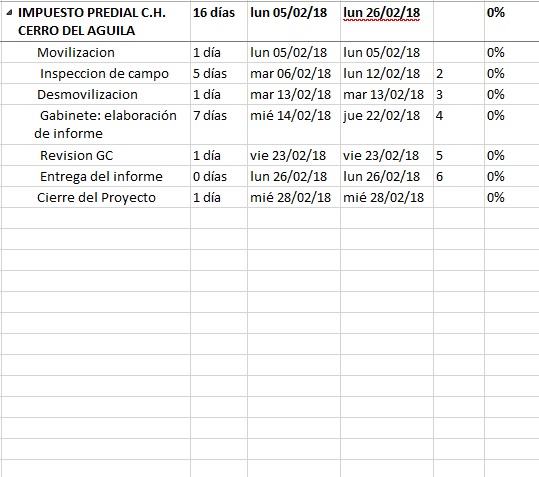 IMPUESTO PREDIAL C.H. 16 días lun 05/02/18 lun 26/02/18 0%
CERRO DEL AGUILA
Movilizacion 1 día lun 05/02/18 lun 05/02/18 0%
Inspeccion de campo 5 días mar 06/02/18 lun 12/02/18 2 0%
Desmovilizacion 1 día mar 13/02/18 mar 13/02/18 3 0%
Gabinete: elaboración 7 días mié 14/02/18 jue 22/02/18 4 0%
de informe
Revision GC 1 día vie 23/02/18 vie 23/02/18 5 0%
Entrega del informe 0 días lun 26/02/18 lun 26/02/18 6 0%
Cierre del Proyecto 1 día mié 28/02/18 mié 28/02/18 0%